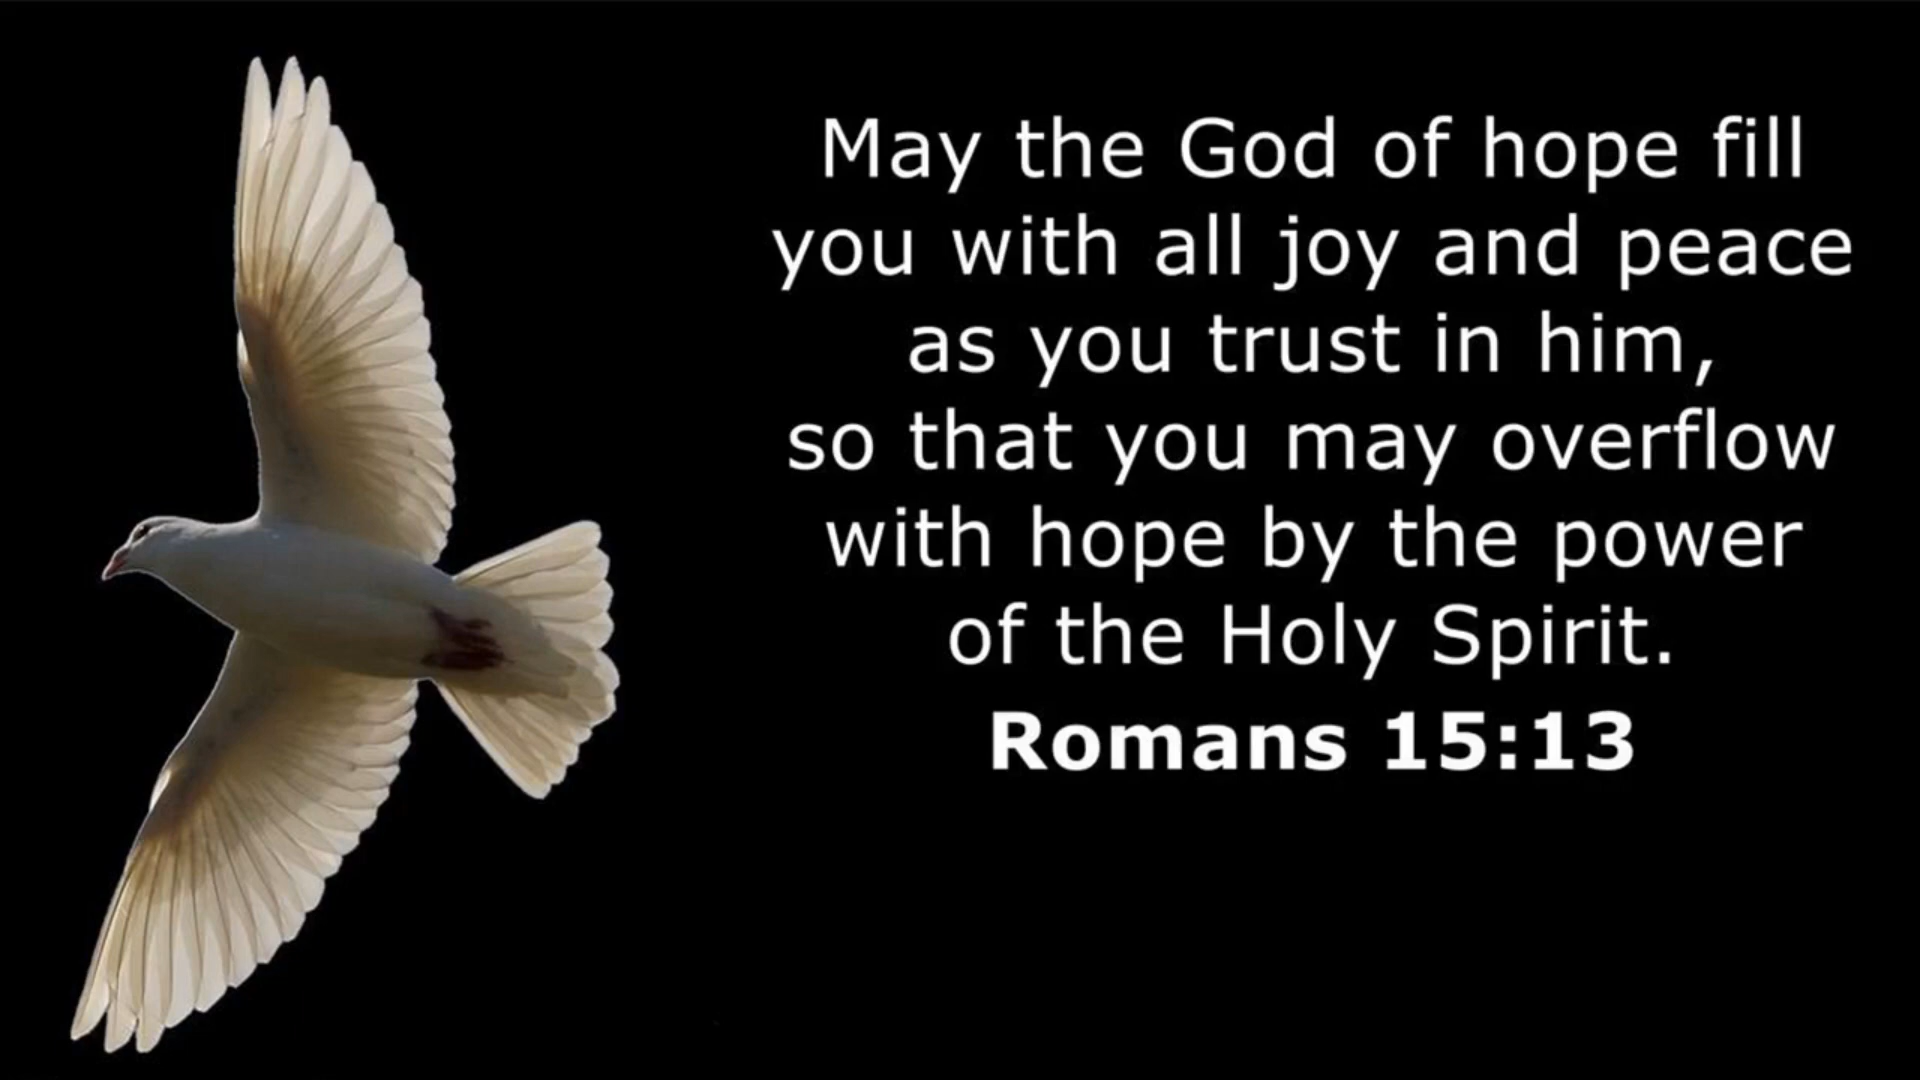 May the God of hope fill
you with all joy and peace
as you trust in him,
so that you may overflow
with hope by the power
of the Holy Spirit.
Romans 15:13